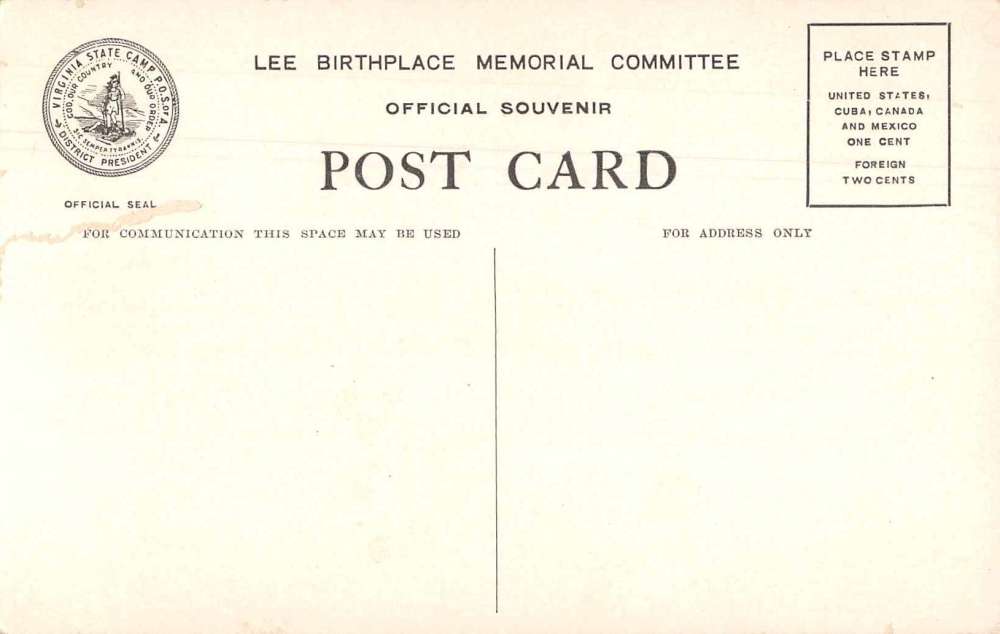 VIRGINIA STATE CAMP P.O.S. of A.
DISTRICT PRESIDENT
GOD, OUR COUNTRY AND OUR ORDER
SIC SEMPER TYRANNIS
OFFICIAL SEAL
LEE BIRTHPLACE MEMORIAL COMMITTEE
OFFICIAL SOUVENIR
POST CARD
PLACE STAMP
HERE
UNITED STATES,
CUBA, CANADA
AND MEXICO
ONE CENT
FOREIGN
TWO CENTS
FOR COMMUNICATION THIS SPACE MAY BE USED
FOR ADDRESS ONLY